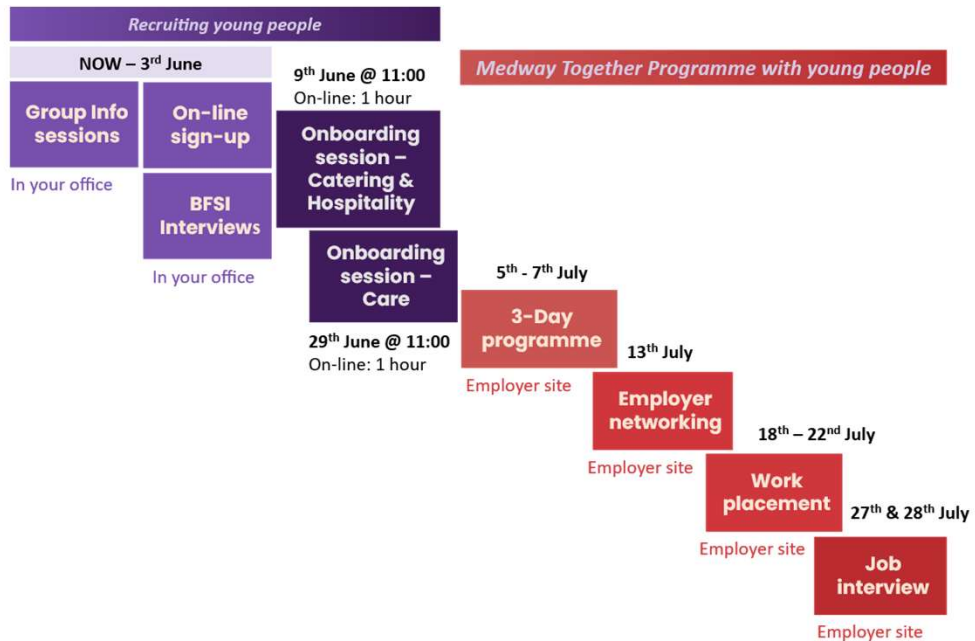 Recruiting young people
NOW – 3rd June
Group Info
sessions
In your office
On-line
sign-up
BFSI
Interviews
In your office
9th June @ 11:00
On-line: 1 hour
Onboarding
session –
Catering &
Hospitality
Onboarding
session –
Care
29th June @ 11:00
On-line: 1 hour
Medway Together Programme with young people
5th - 7th July
3-Day
programme
Employer site
13th July
Employer
networking
Employer site
18th – 22nd July
Work
placement
Employer site
27th & 28th July
Job
interview
Employer site